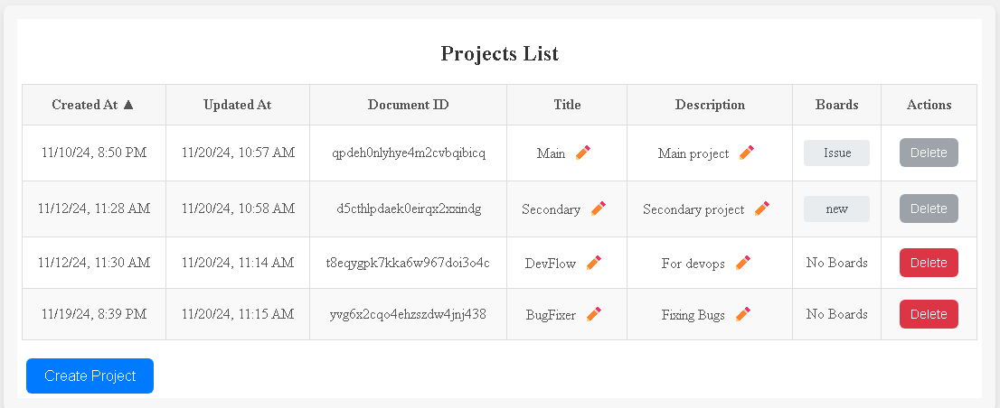 Projects List
Created At ▲ Updated At Document ID Title Description Boards Actions
11/10/24, 8:50 PM 11/20/24, 10:57 AM qpdeh0nlyhye4m2cvbqibicq Main Main project Issue Delete
11/12/24, 11:28 AM 11/20/24, 10:58 AM d5cthlpdaek0eirqx2xxindg Secondary Secondary project new Delete
11/12/24, 11:30 AM 11/20/24, 11:14 AM t8eqygpk7kka6w967doi3o4c DevFlow For devops No Boards Delete
11/19/24, 8:39 PM 11/20/24, 11:15 AM yvg6x2cqo4ehzszdw4jnj438 BugFixer Fixing Bugs No Boards Delete
Create Project